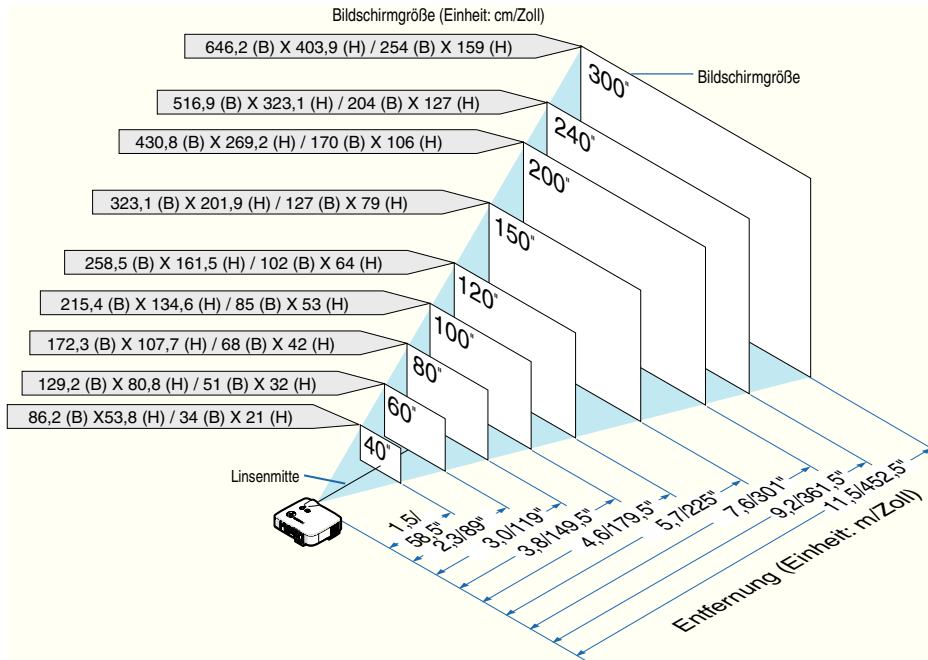 Bildschirmgröße (Einheit: cm/Zoll)
646,2 (B) X 403,9 (H) / 254 (B) X 159 (H)
Bildschirmgröße
300"
516,9 (B) X 323,1 (H) / 204 (B) X 127 (H)
240"
430,8 (B) X 269,2 (H) / 170 (B) X 106 (H)
200"
323,1 (B) X 201,9 (H) / 127 (B) X 79 (H)
150"
258,5 (B) X 161,5 (H) / 102 (B) X 64 (H)
120"
215,4 (B) X 134,6 (H) / 85 (B) X 53 (H)
100"
172,3 (B) X 107,7 (H) / 68 (B) X 42 (H)
80"
129,2 (B) X 80,8 (H) / 51 (B) X 32 (H)
60"
86,2 (B) X53,8 (H) / 34 (B) X 21 (H)
40"
Linsenmitte
1,5/
58,5"
2,3/89"
3,0/119"
3,8/149,5"
4,6/179,5"
5,7/225"
7,6/301"
9,2/361,5"
11,5/452,5"
Entfernung (Einheit: m/Zoll)